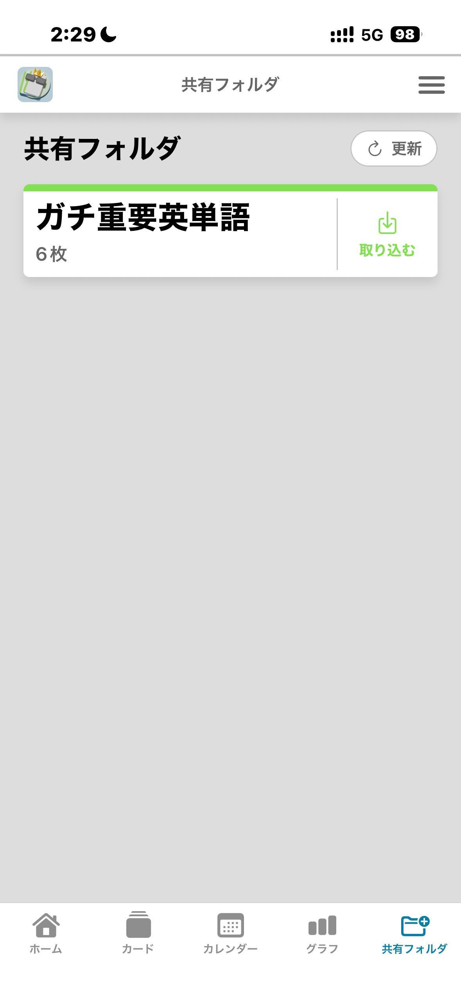 2:29
5G
98
共有フォルダ
共有フォルダ
更新
ガチ重要英単語
6枚
取り込む
ホーム
カード
カレンダー
グラフ
共有フォルダ